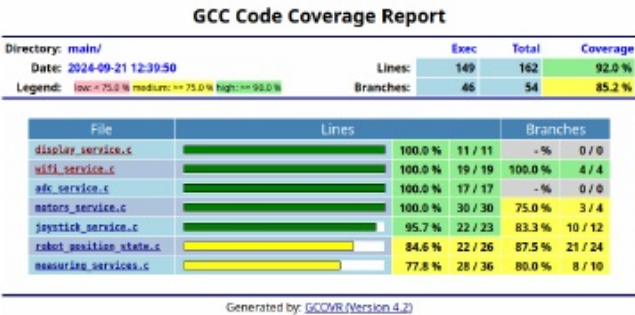 GCC Code Coverage Report
Directory: main/
Date: 2024-09-21 12:39:50
Legend: low: < 75.0 % medium: >= 75.0 % high: >= 90.0 %
Exec Total Coverage
Lines: 149 162 92.0 %
Branches: 46 54 85.2 %
File Lines Branches
display_service.c 100.0 % 11 / 11 - % 0 / 0
wifi_service.c 100.0 % 19 / 19 100.0 % 4 / 4
adc_service.c 100.0 % 17 / 17 - % 0 / 0
motors_service.c 100.0 % 30 / 30 75.0 % 3 / 4
joystick_service.c 95.7 % 22 / 23 83.3 % 10 / 12
robot_position_state.c 84.6 % 22 / 26 87.5 % 21 / 24
measuring_services.c 77.8 % 28 / 36 80.0 % 8 / 10
Generated by: GCOVR (Version 4.2)